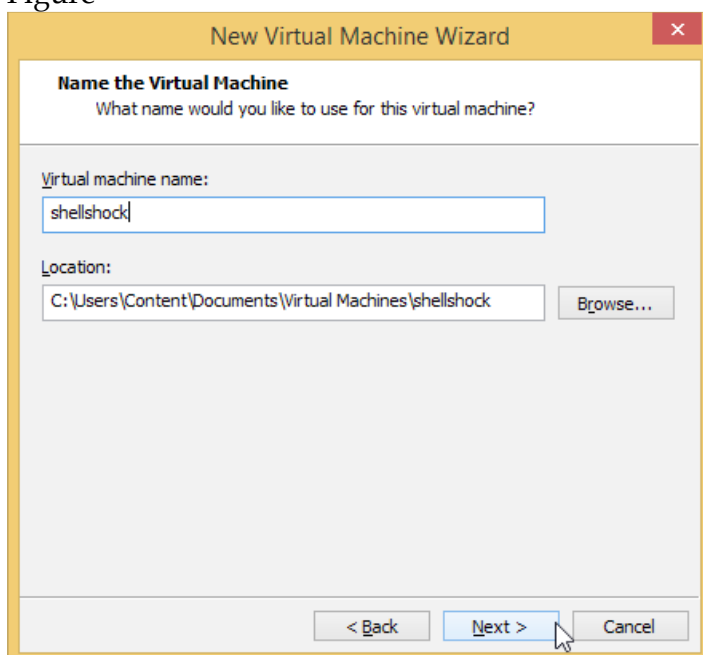 Figure
New Virtual Machine Wizard
×
Name the Virtual Machine
What name would you like to use for this virtual machine?
Virtual machine name:
shellshock
Location:
C:\Users\Content\Documents\Virtual Machines\shellshock
Browse...
< Back
Next >
Cancel